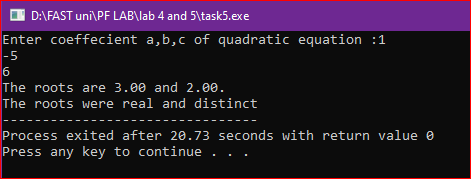 D:\FAST uni\PF LAB\lab 4 and 5\task5.exe
Enter coeffecient a,b,c of quadratic equation :1
-5
6
The roots are 3.00 and 2.00.
The roots were real and distinct
--------------------------------
Process exited after 20.73 seconds with return value 0
Press any key to continue . . .